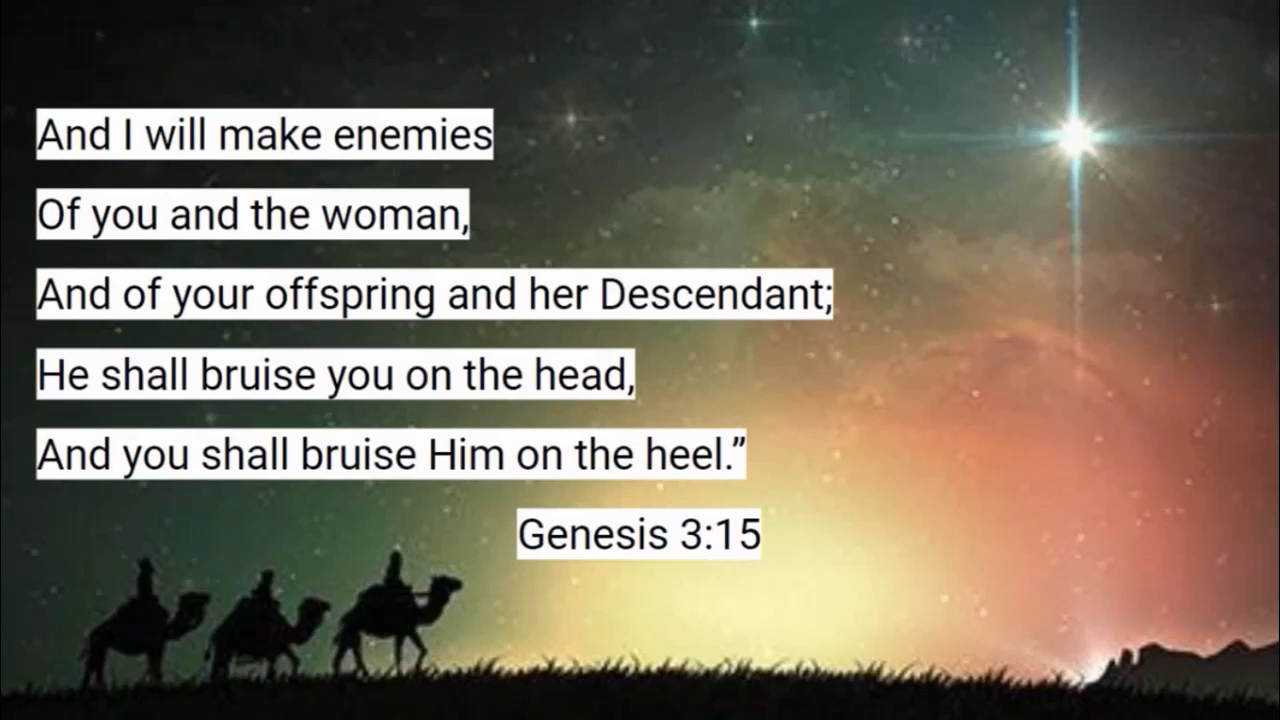 And I will make enemies
Of you and the woman,
And of your offspring and her Descendant;
He shall bruise you on the head,
And you shall bruise Him on the heel.”
Genesis 3:15